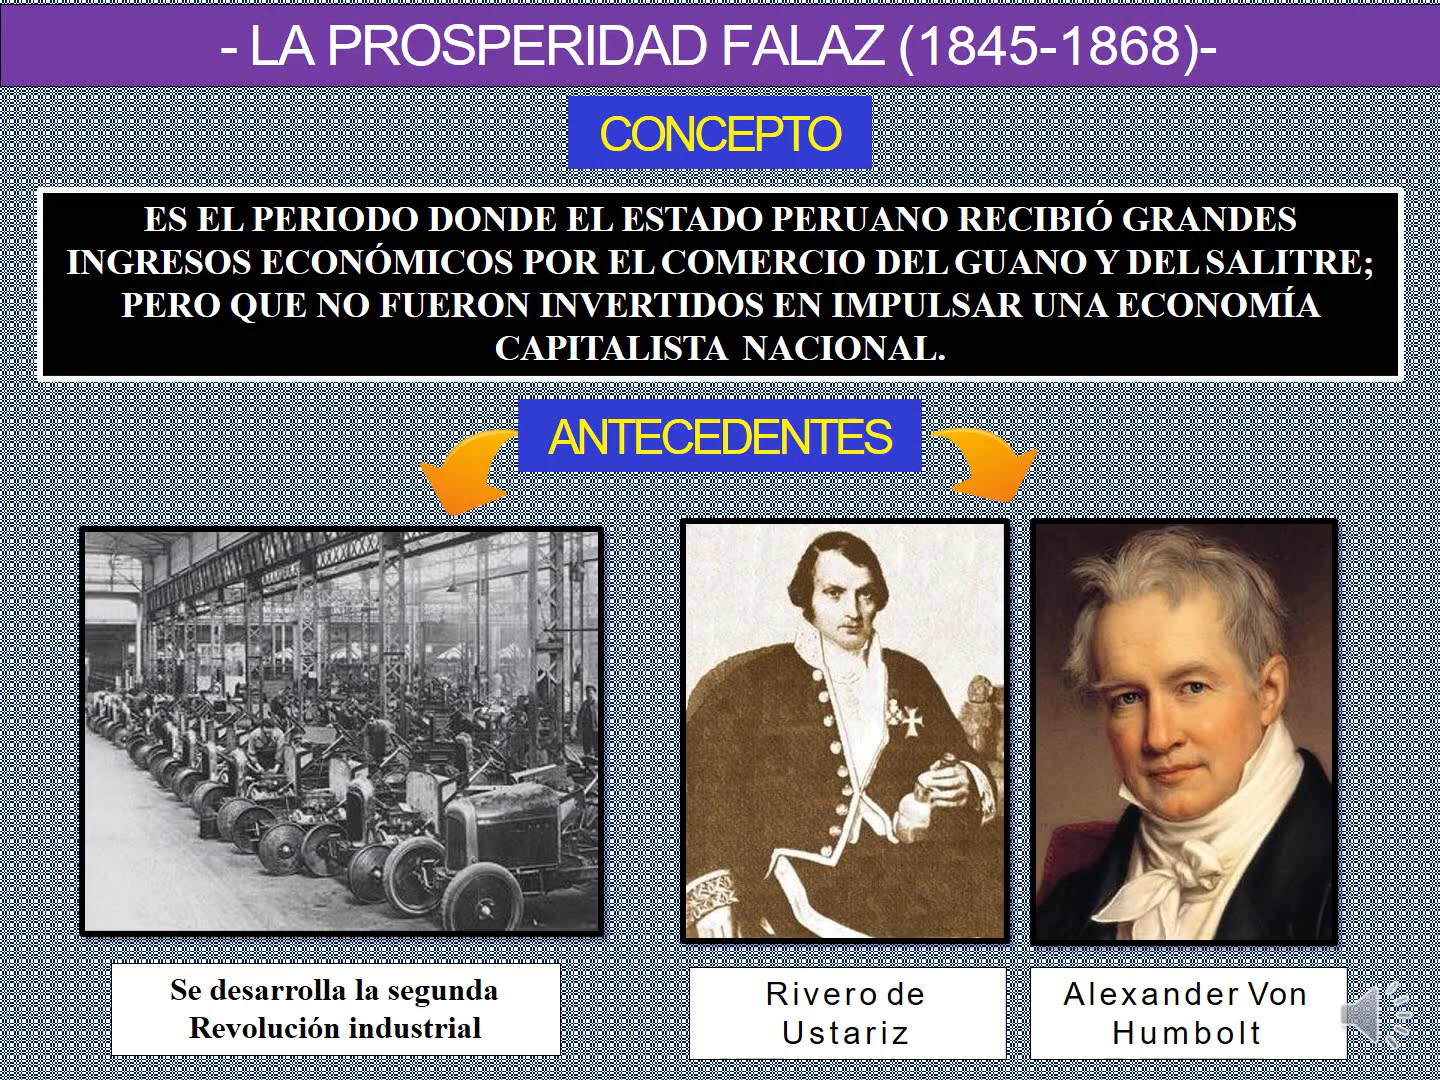 - LA PROSPERIDAD FALAZ (1845-1868)-
CONCEPTO
ES EL PERIODO DONDE EL ESTADO PERUANO RECIBIÓ GRANDES
INGRESOS ECONÓMICOS POR EL COMERCIO DEL GUANO Y DEL SALITRE;
PERO QUE NO FUERON INVERTIDOS EN IMPULSAR UNA ECONOMÍA
CAPITALISTA NACIONAL.
ANTECEDENTES
Se desarrolla la segunda
Revolución industrial
Rivero de
Ustariz
Alexander Von
Humbolt